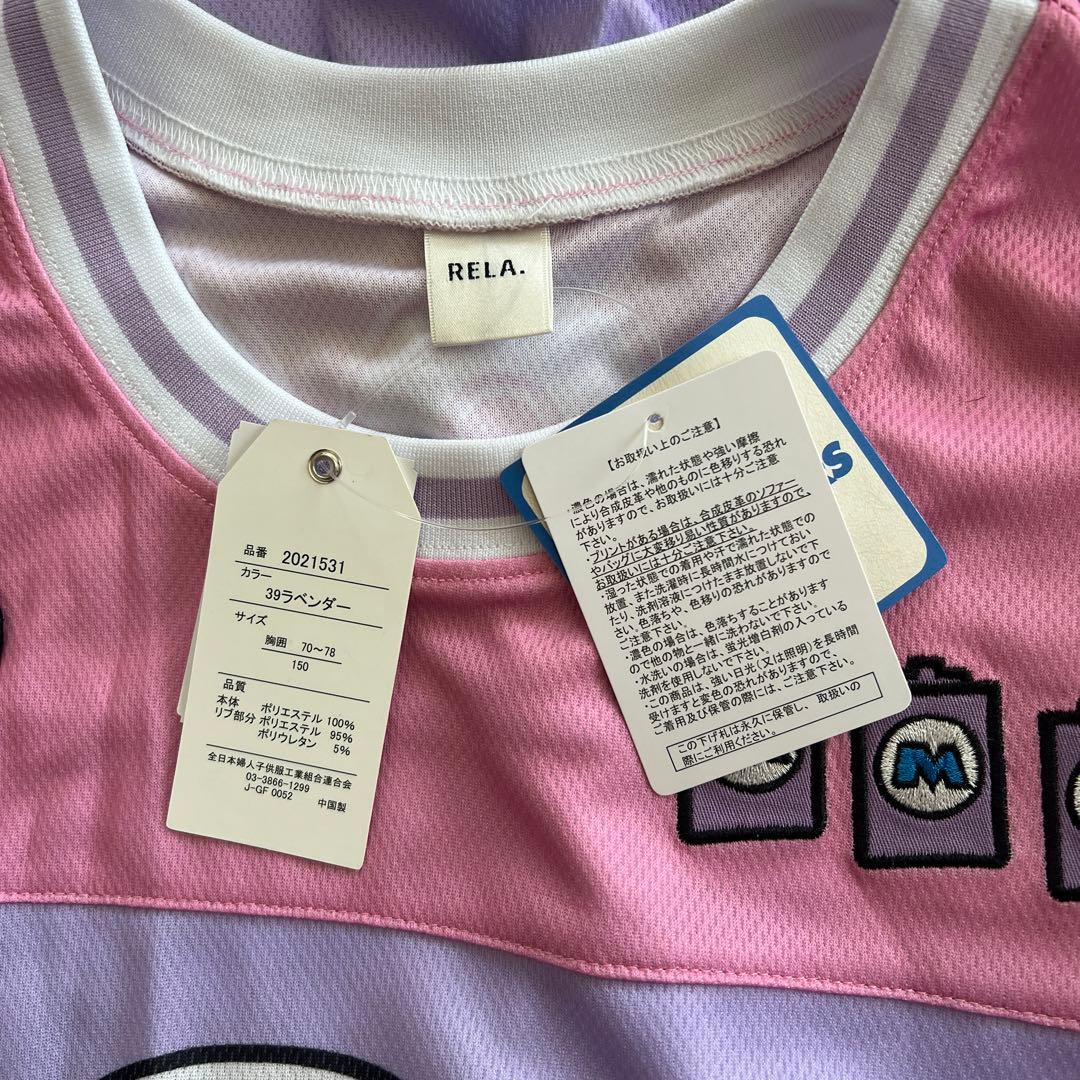 RELA.
品番 2021531
カラー
39ラベンダー
サイズ
胸囲 70～78
150
品質
本体 ポリエステル 100%
リブ部分 ポリエステル 95%
ポリウレタン 5%
全日本婦人子供服工業組合連合会
03-3866-1299
J-GF 0052 中国製
【お取扱い上のご注意】
・濃色の場合は、濡れた状態や強い摩擦
により合成皮革や他のものに色移りする恐れ
がありますので、お取扱いには十分ご注意
下さい。
プリントがある場合は、合成皮革のソファー
やバッグに大変移り易い性質がありますので、
お取扱いには十分ご注意下さい。
・湿った状態での着用や汗で濡れた状態での
放置、また洗濯時に長時間水につけておい
たり、洗剤溶液につけたまま放置しないで下
さい。色落ちや、色移りの恐れがありますので
ご注意下さい。
・濃色の場合は、色落ちすることがあります
ので他の物と一緒に洗わないで下さい。
・水洗いの場合は、蛍光増白剤の入っている
洗剤を使用しないで下さい。
・この商品は、強い日光(又は照明)を長時間
受けますと変色の恐れがありますので、
ご着用及び保管の際には、ご注意下さい。
この下げ札は永久に保管し、取扱いの
際にご利用ください。
M